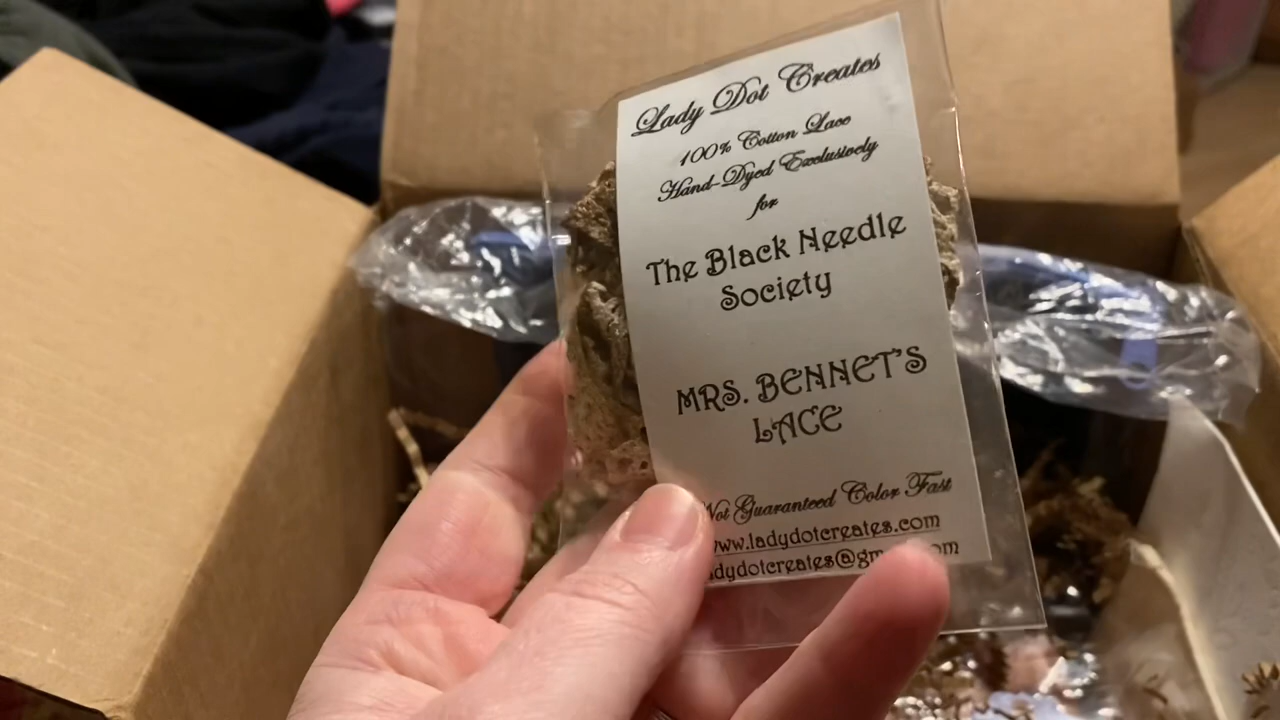 Lady Dot Creates
100% Cotton Lace
Hand-Dyed Exclusively
for
The Black Needle
Society
MRS. BENNET'S
LACE
Not Guaranteed Color Fast
www.ladydotcreates.com